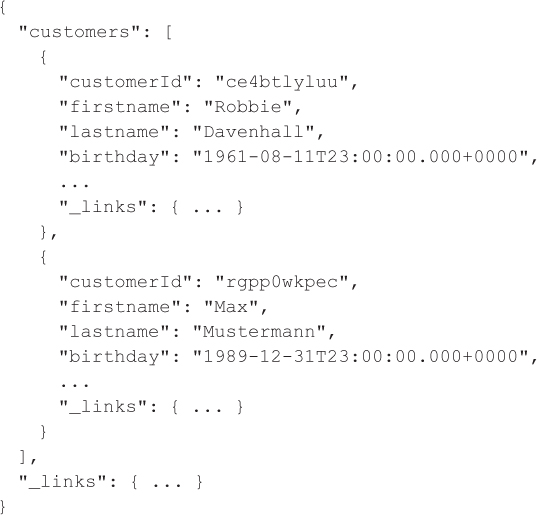 {
  "customers": [
    {
      "customerId": "ce4btlyluu",
      "firstname": "Robbie",
      "lastname": "Davenhall",
      "birthday": "1961-08-11T23:00:00.000+0000",
      ...
      "_links": { ... }
    },
    {
      "customerId": "rgpp0wkpec",
      "firstname": "Max",
      "lastname": "Mustermann",
      "birthday": "1989-12-31T23:00:00.000+0000",
      ...
      "_links": { ... }
    }
  ],
  "_links": { ... }
}